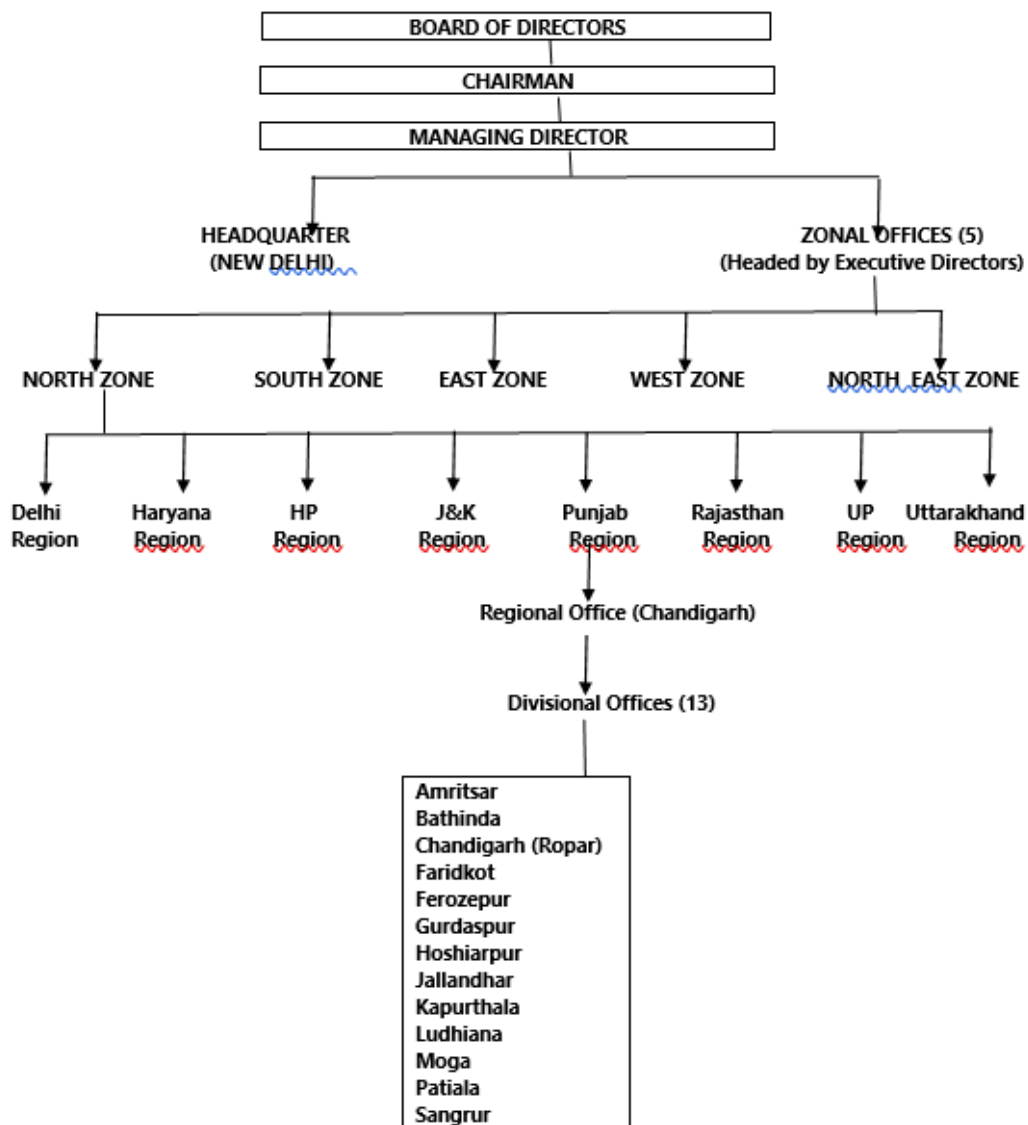 BOARD OF DIRECTORS
CHAIRMAN
MANAGING DIRECTOR
HEADQUARTER
(NEW DELHI)
ZONAL OFFICES (5)
(Headed by Executive Directors)
NORTH ZONE
SOUTH ZONE
EAST ZONE
WEST ZONE
NORTH EAST ZONE
Delhi
Region
Haryana
Region
HP
Region
J&K
Region
Punjab
Region
Rajasthan
Region
UP
Region
Uttarakhand
Region
Regional Office (Chandigarh)
Divisional Offices (13)
Amritsar
Bathinda
Chandigarh (Ropar)
Faridkot
Ferozepur
Gurdaspur
Hoshiarpur
Jallandhar
Kapurthala
Ludhiana
Moga
Patiala
Sangrur